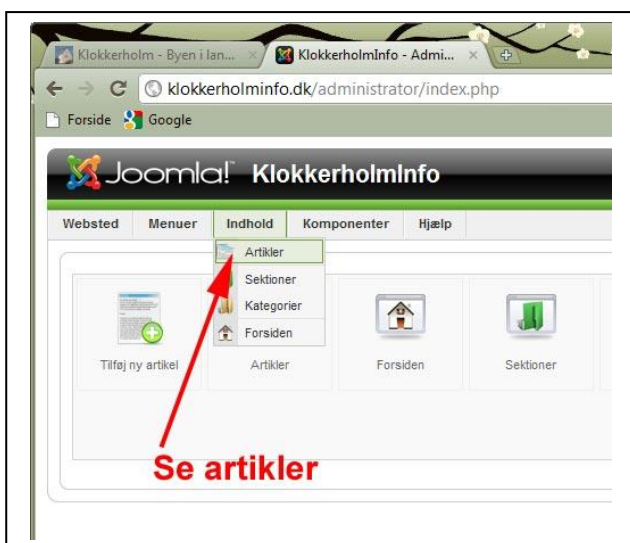 Klokkerholm - Byen i lan...
KlokkerholmInfo - Admi...
klokkerholminfo.dk/administrator/index.php
Forside Google
Joomla! KlokkerholmInfo
Websted Menuer Indhold Komponenter Hjælp
Artikler
Sektioner
Kategorier
Forsiden
Tilføj ny artikel Artikler Forsiden Sektioner
Se artikler